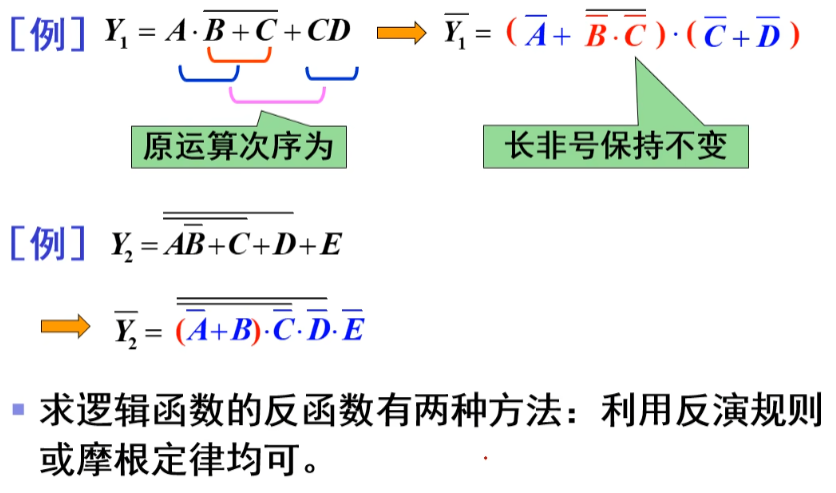 [例] $Y_1 = A \cdot \overline{B + C} + CD$ ⇨ $\overline{Y_1} = (\overline{A} + \overline{\overline{B} \cdot \overline{C}}) \cdot (\overline{C} + \overline{D})$
原运算次序为 长非号保持不变
[例] $Y_2 = \overline{\overline{A\overline{B} + C} + D} + E$
⇨ $\overline{Y_2} = \overline{\overline{(\overline{A} + B) \cdot \overline{C}} \cdot \overline{D}} \cdot \overline{E}$
▪ 求逻辑函数的反函数有两种方法：利用反演规则
或摩根定律均可。